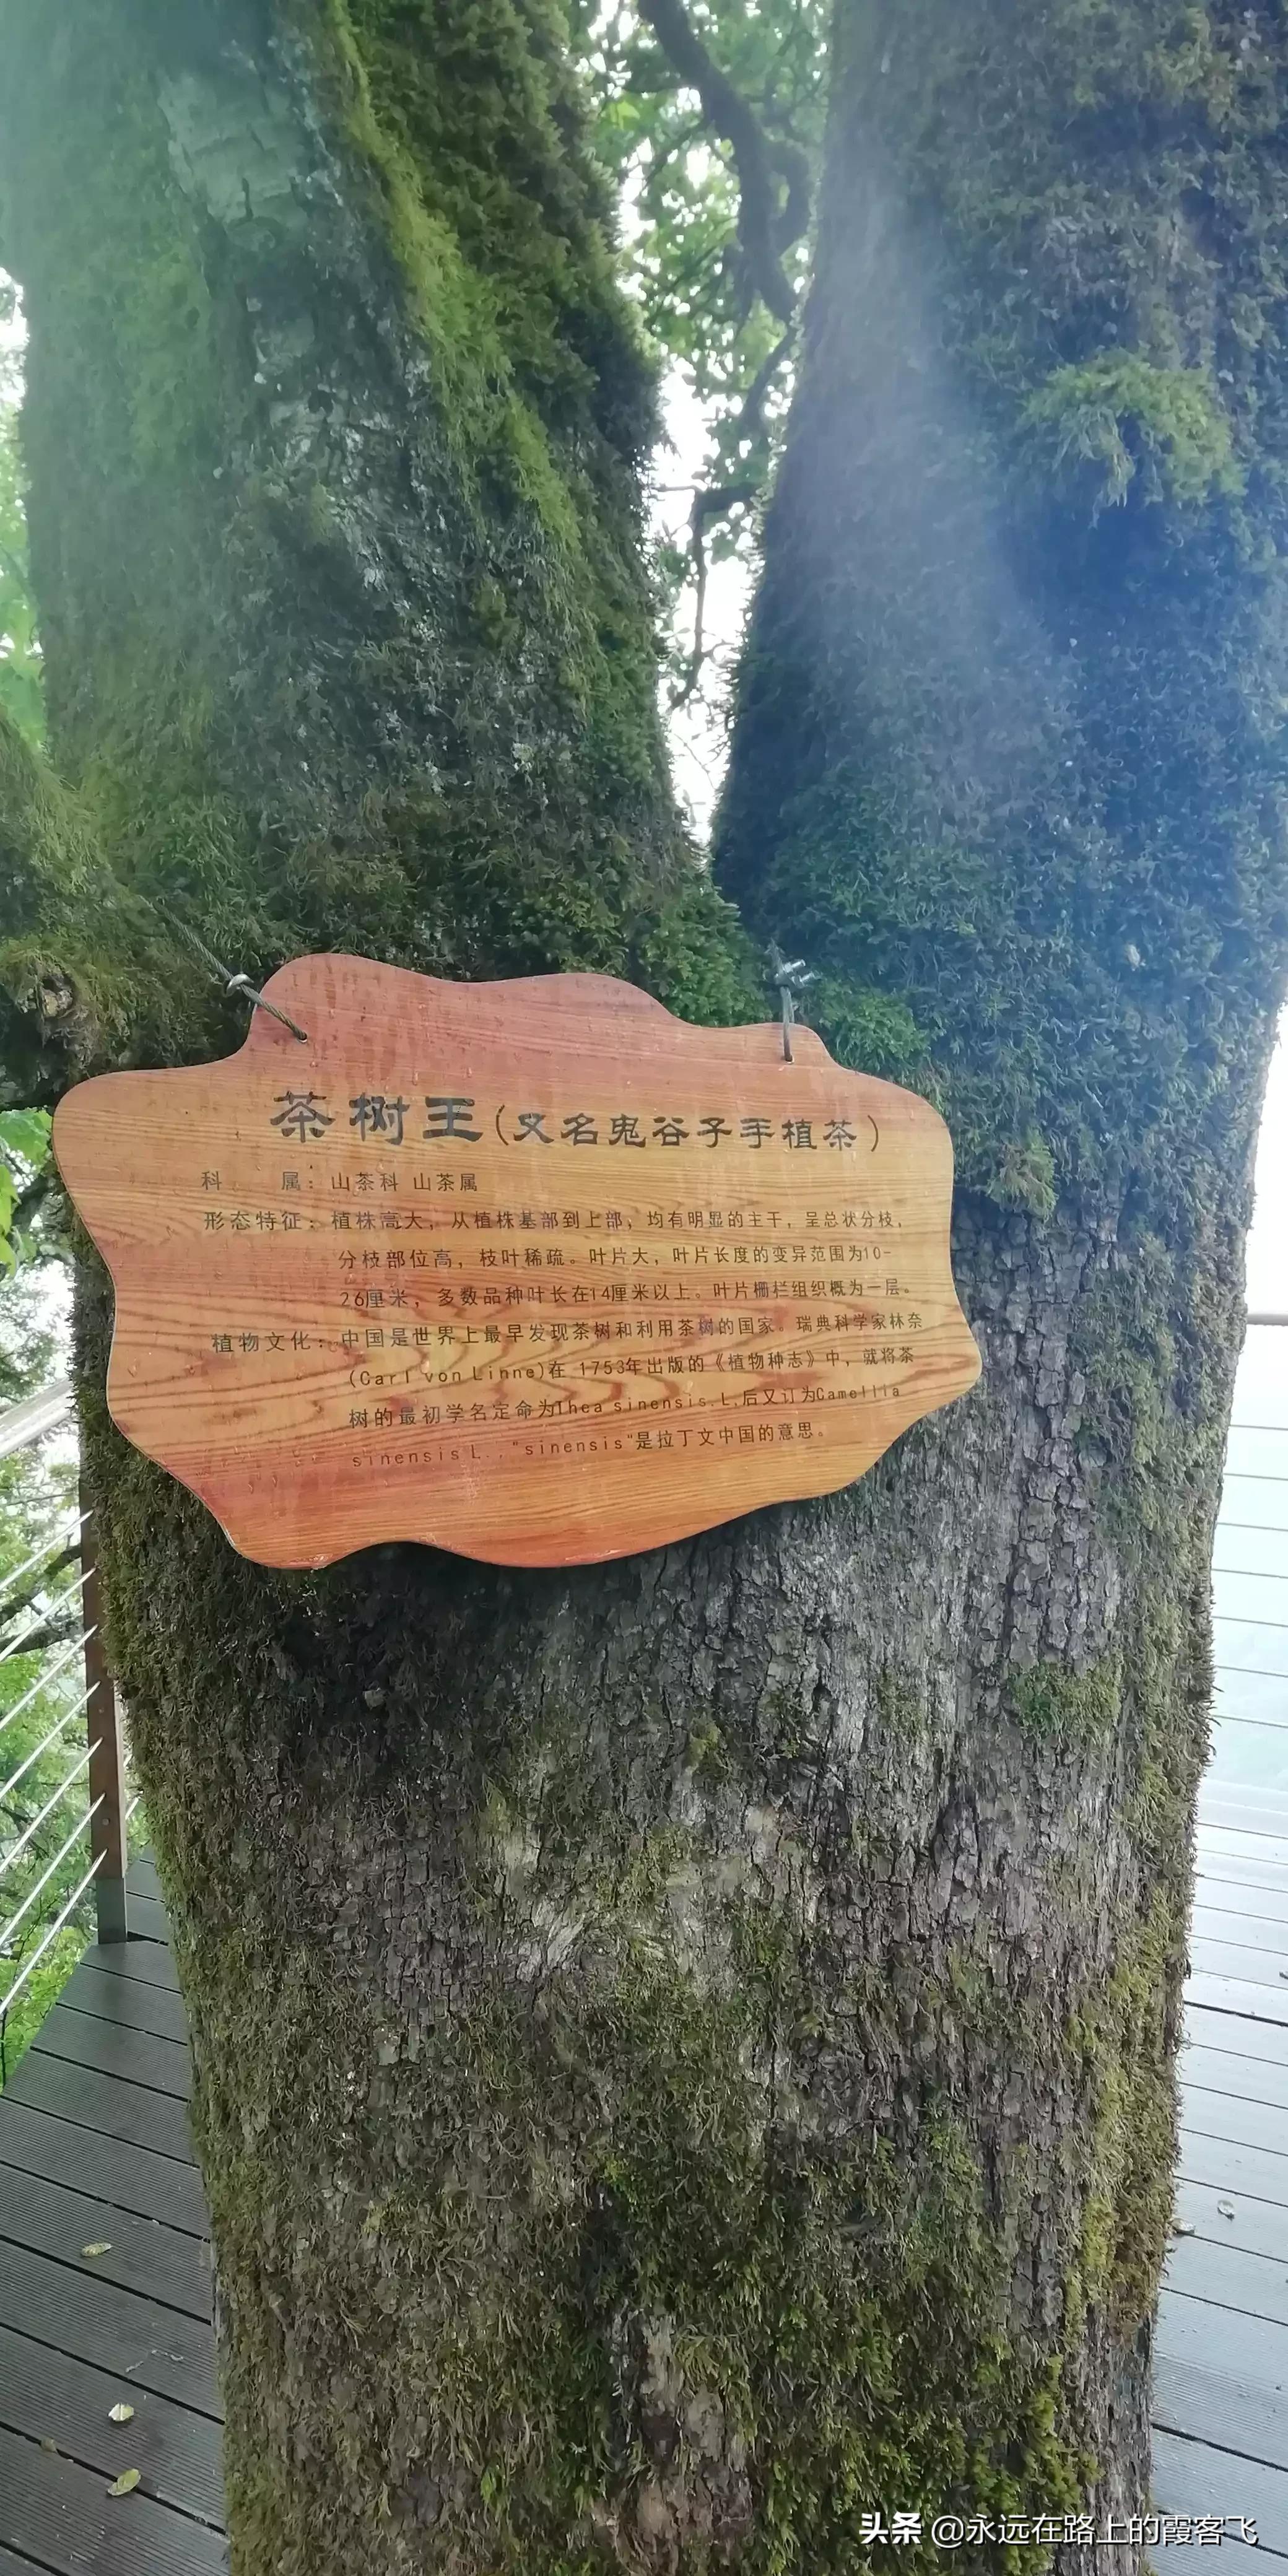 茶树王(又名鬼谷子手植茶)
科 属：山茶科 山茶属
形态特征：植株高大，从植株基部到上部，均有明显的主干，呈总状分枝，
分枝部位高，枝叶稀疏。叶片大，叶片长度的变异范围为10-
26厘米，多数品种叶长在14厘米以上。叶片栅栏组织概为一层。
植物文化：中国是世界上最早发现茶树和利用茶树的国家。瑞典科学家林奈
(Carl von Linne)在 1753年出版的《植物种志》中，就将茶
树的最初学名定命为Thea sinensis.L.后又订为Camellia
sinensis L.,"sinensis"是拉丁文中国的意思。
头条 @永远在路上的霞客飞